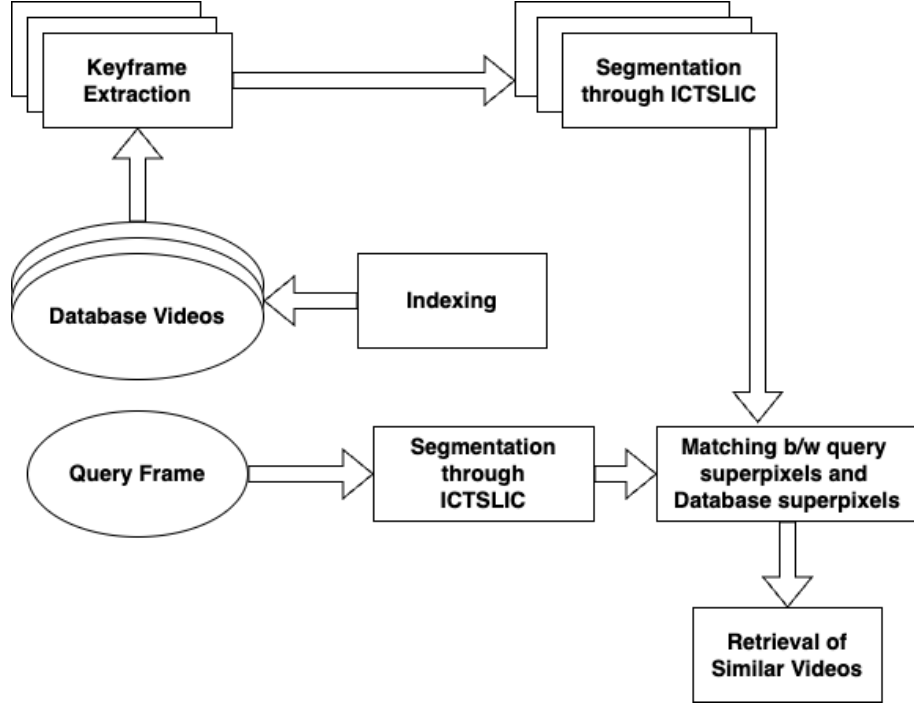 Keyframe
Extraction
Segmentation
through ICTSLIC
Database Videos
Indexing
Query Frame
Segmentation
through
ICTSLIC
Matching b/w query
superpixels and
Database superpixels
Retrieval of
Similar Videos